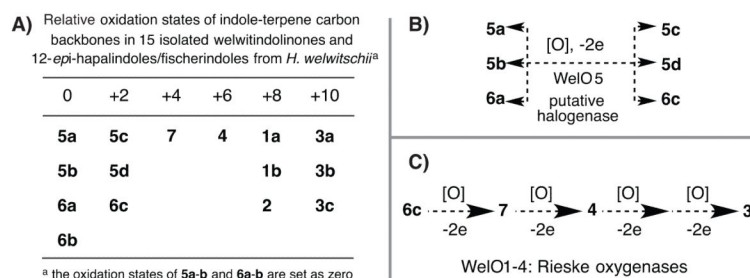 A) Relative oxidation states of indole-terpene carbon
backbones in 15 isolated welwitindolinones and
12-epi-hapalindoles/fischerindoles from H. welwitschiiᵃ
0 +2 +4 +6 +8 +10
5a 5c 7 4 1a 3a
5b 5d 1b 3b
6a 6c 2 3c
6b
ᵃ the oxidation states of 5a-b and 6a-b are set as zero
B)
5a [O], -2e 5c
5b WelO5 5d
6a putative 6c
halogenase
C)
[O] [O] [O] [O]
6c 7 4 3
-2e -2e -2e -2e
WelO1-4: Rieske oxygenases